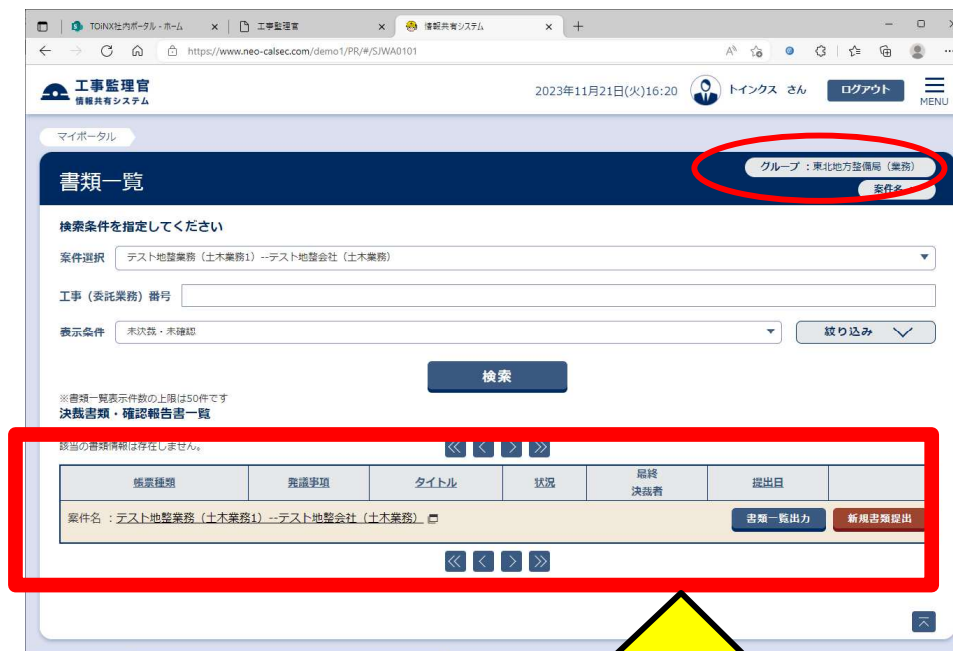 TOiNX社内ポータル - ホーム
工事監理官
情報共有システム
https://www.neo-calsec.com/demo1/PR/#/SJWA0101
工事監理官
情報共有システム
2023年11月21日(火)16:20
トインクス さん
ログアウト
MENU
マイポータル
書類一覧
グループ ：東北地方整備局（業務）
案件名
検索条件を指定してください
案件選択 テスト地整業務（土木業務1）--テスト地整会社（土木業務）
工事（委託業務）番号
表示条件 未決裁・未確認
絞り込み
検索
※書類一覧表示件数の上限は50件です
決裁書類・確認報告書一覧
該当の書類情報は存在しません。
帳票種類 発議事項 タイトル 状況 最終決裁者 提出日
案件名 ：テスト地整業務（土木業務1）--テスト地整会社（土木業務）
書類一覧出力
新規書類提出